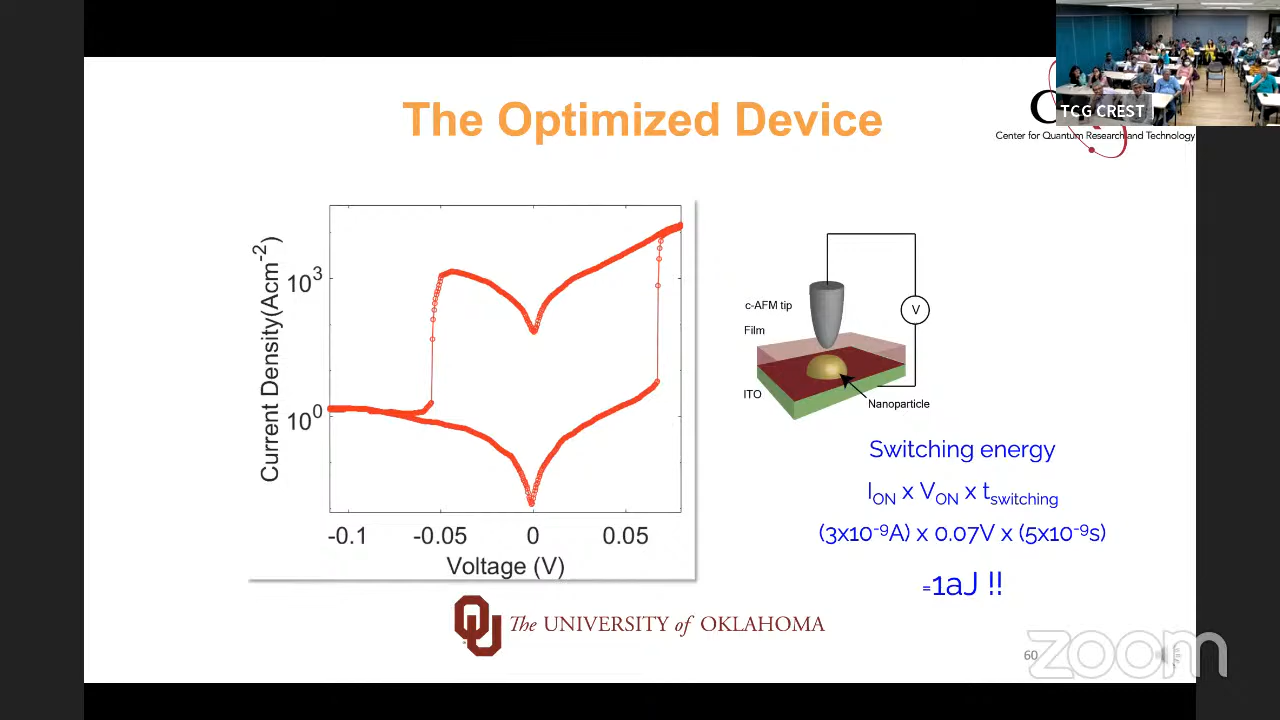 The Optimized Device
TCG CREST
C
Center for Quantum Research and Technology
Current Density(Acm⁻²)
10³
10⁰
-0.1 -0.05 0 0.05
Voltage (V)
c-AFM tip
Film
ITO
V
Nanoparticle
Switching energy
I_ON x V_ON x t_switching
(3x10⁻⁹A) x 0.07V x (5x10⁻⁹s)
=1aJ !!
OU The UNIVERSITY of OKLAHOMA
60
zoom